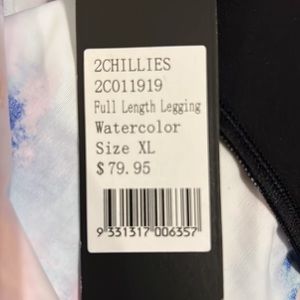 2CHILLIES
2C011919
Full Length Legging
Watercolor
Size XL
$79.95
9 331317 006357